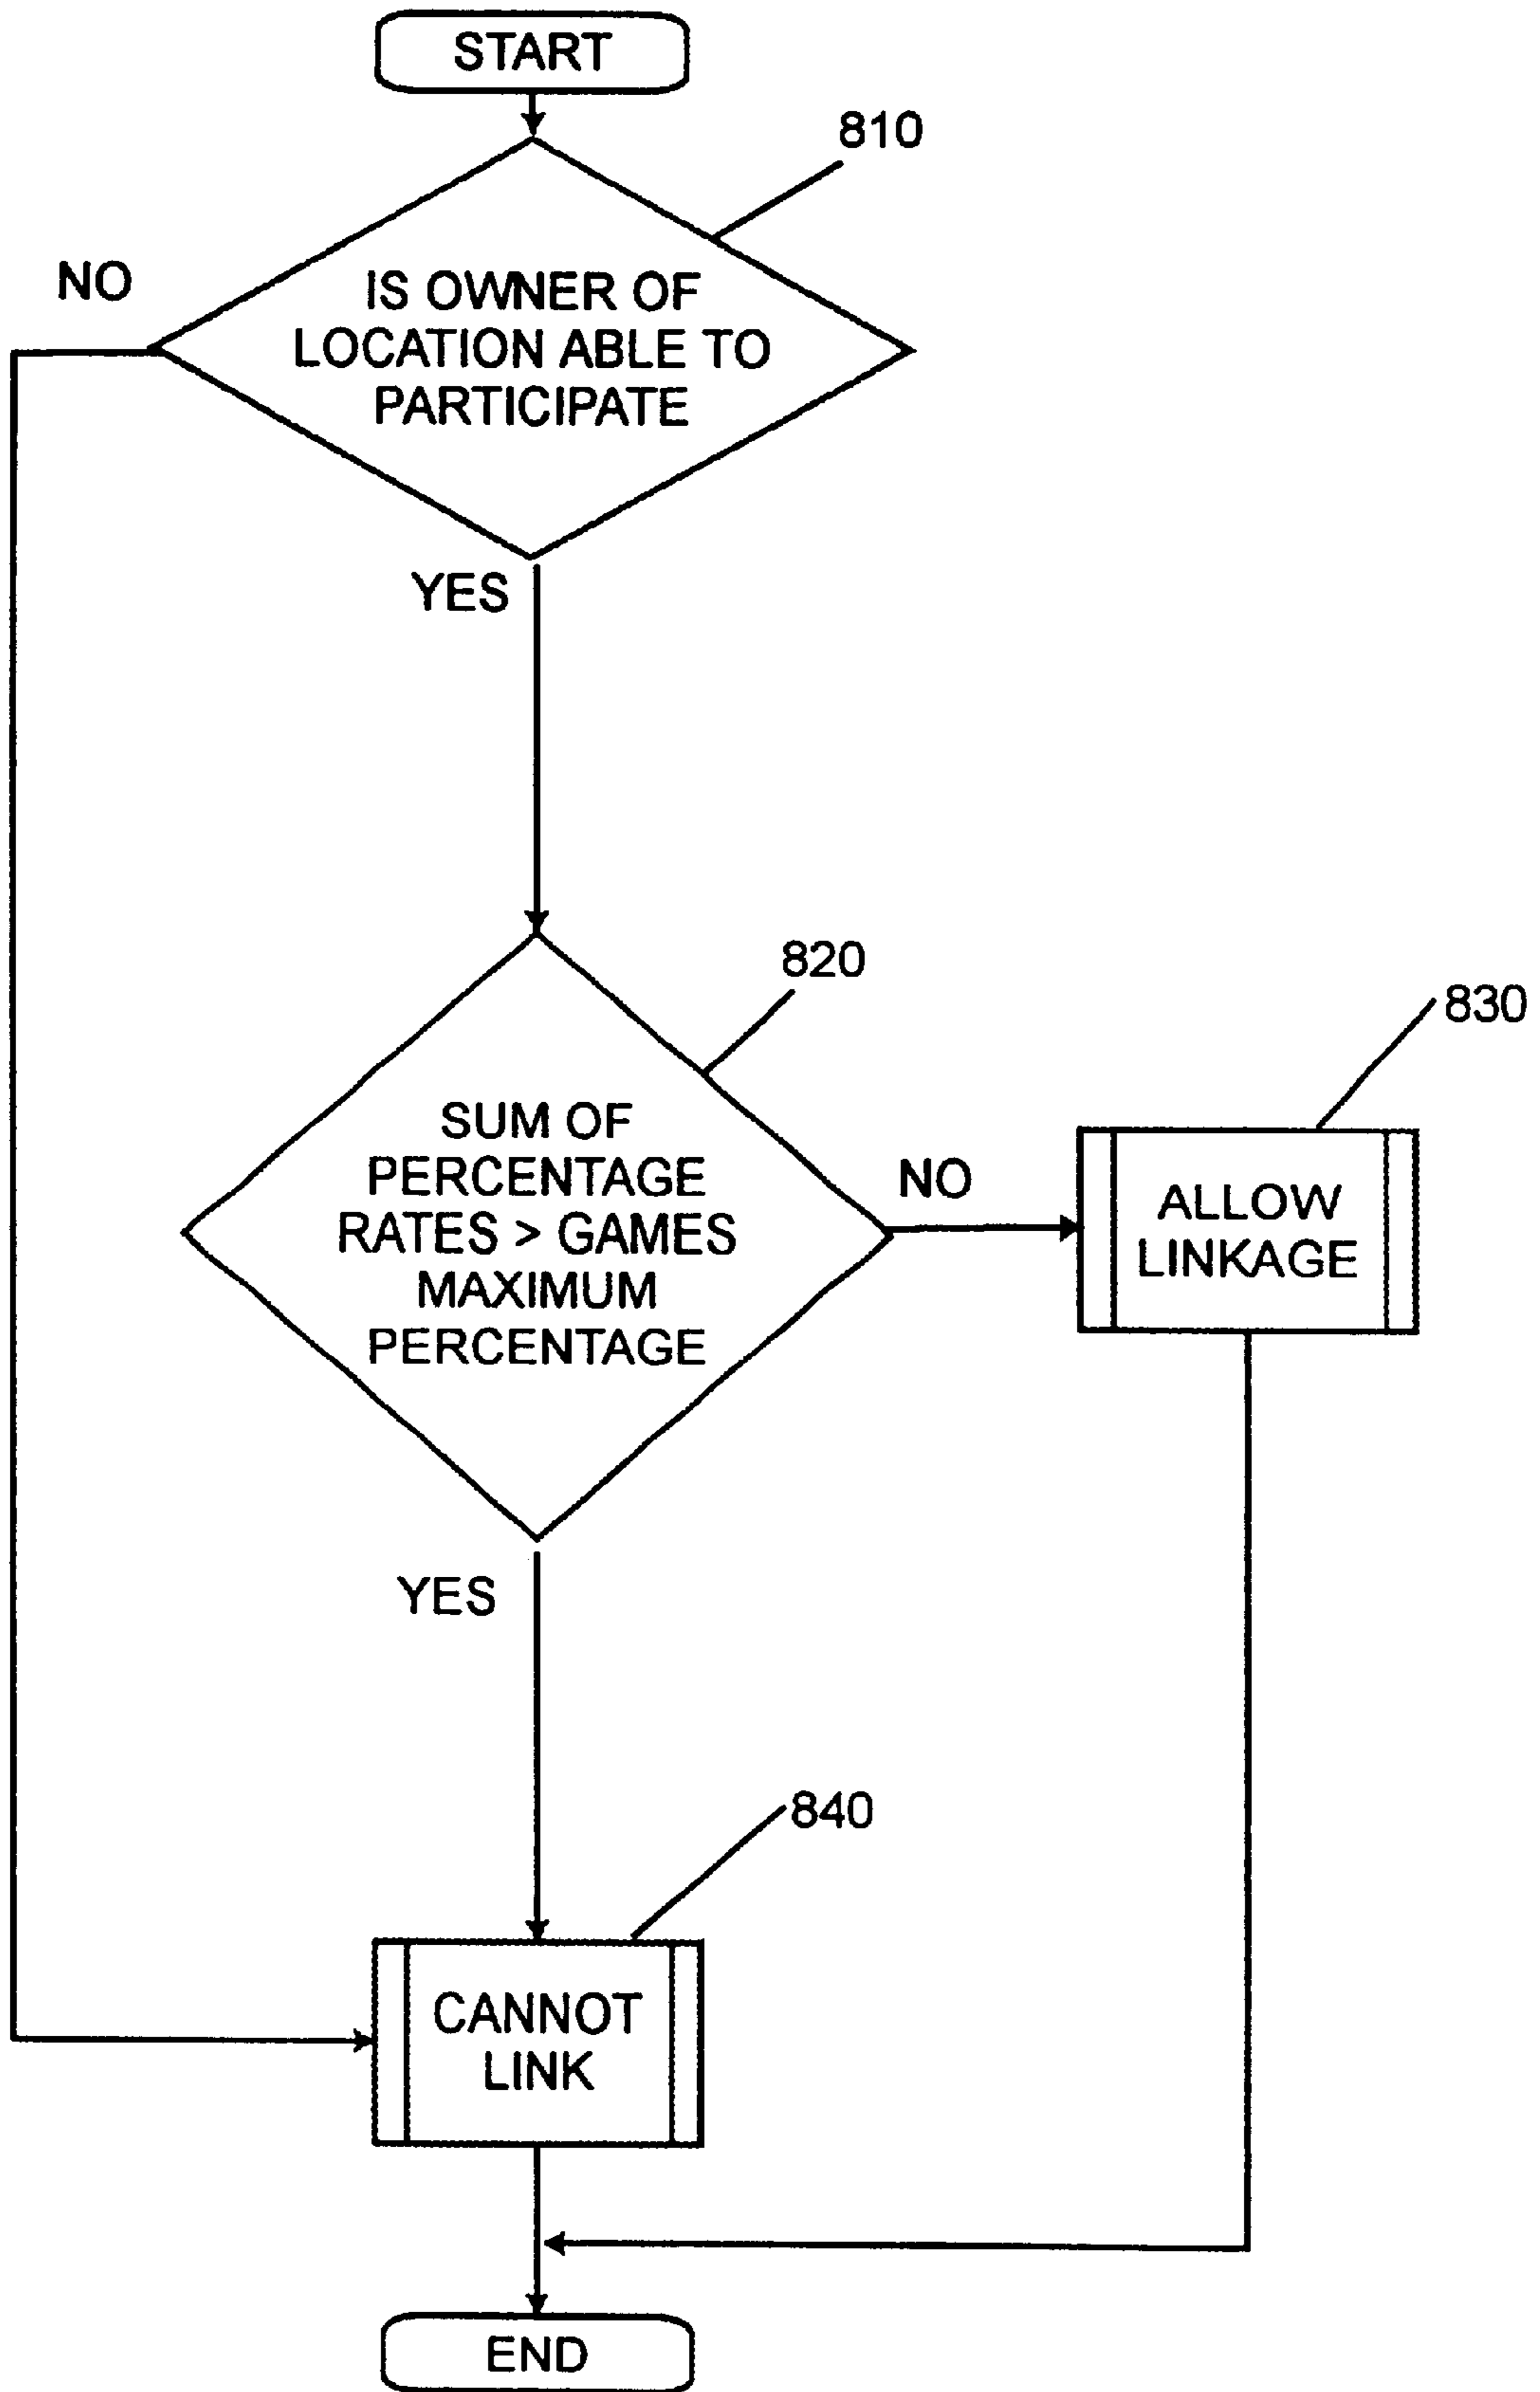 START
810
NO
IS OWNER OF
LOCATION ABLE TO
PARTICIPATE
YES
820
830
SUM OF
PERCENTAGE
RATES > GAMES
MAXIMUM
PERCENTAGE
NO
ALLOW
LINKAGE
YES
840
CANNOT
LINK
END